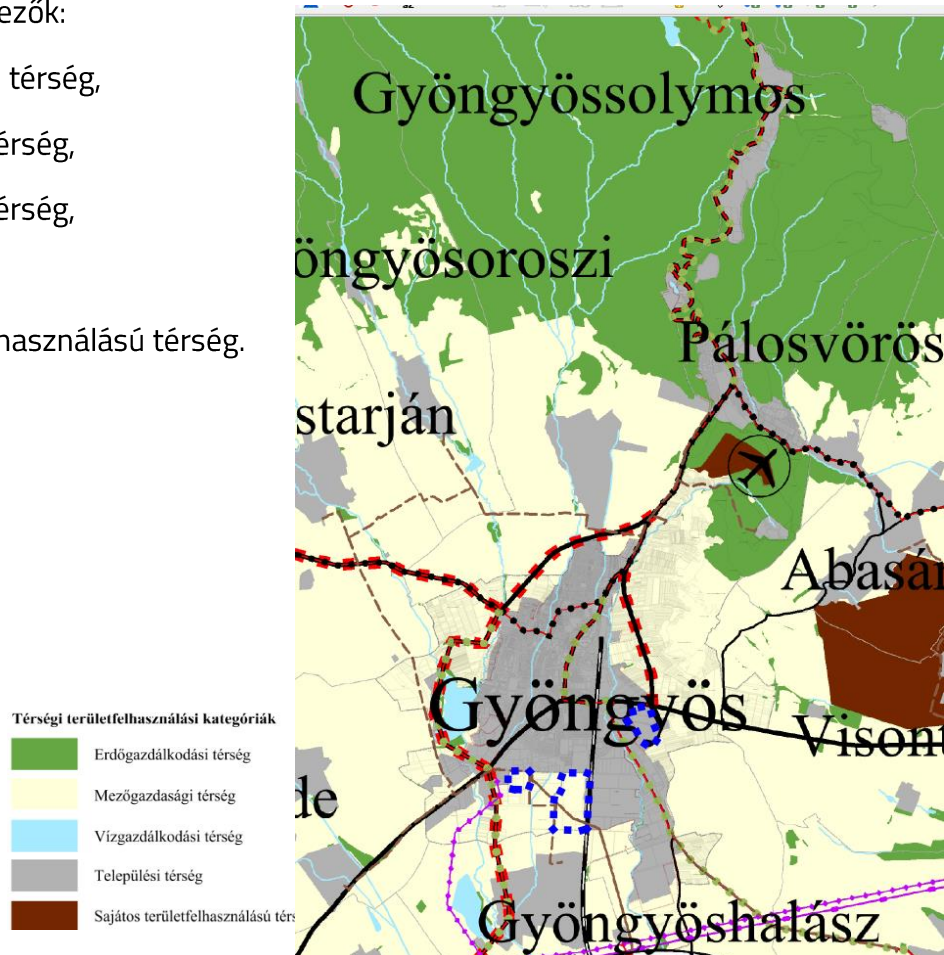 ezők:
térség,
érség,
érség,
használású térség.
Gyöngyössolymos
öngyösoroszi
Pálosvörös
starján
Abasár
Gyöngyös
Visont
de
Gyöngyöshalász
Térségi területfelhasználási kategóriák
Erdőgazdálkodási térség
Mezőgazdasági térség
Vízgazdálkodási térség
Települési térség
Sajátos területfelhasználású térs